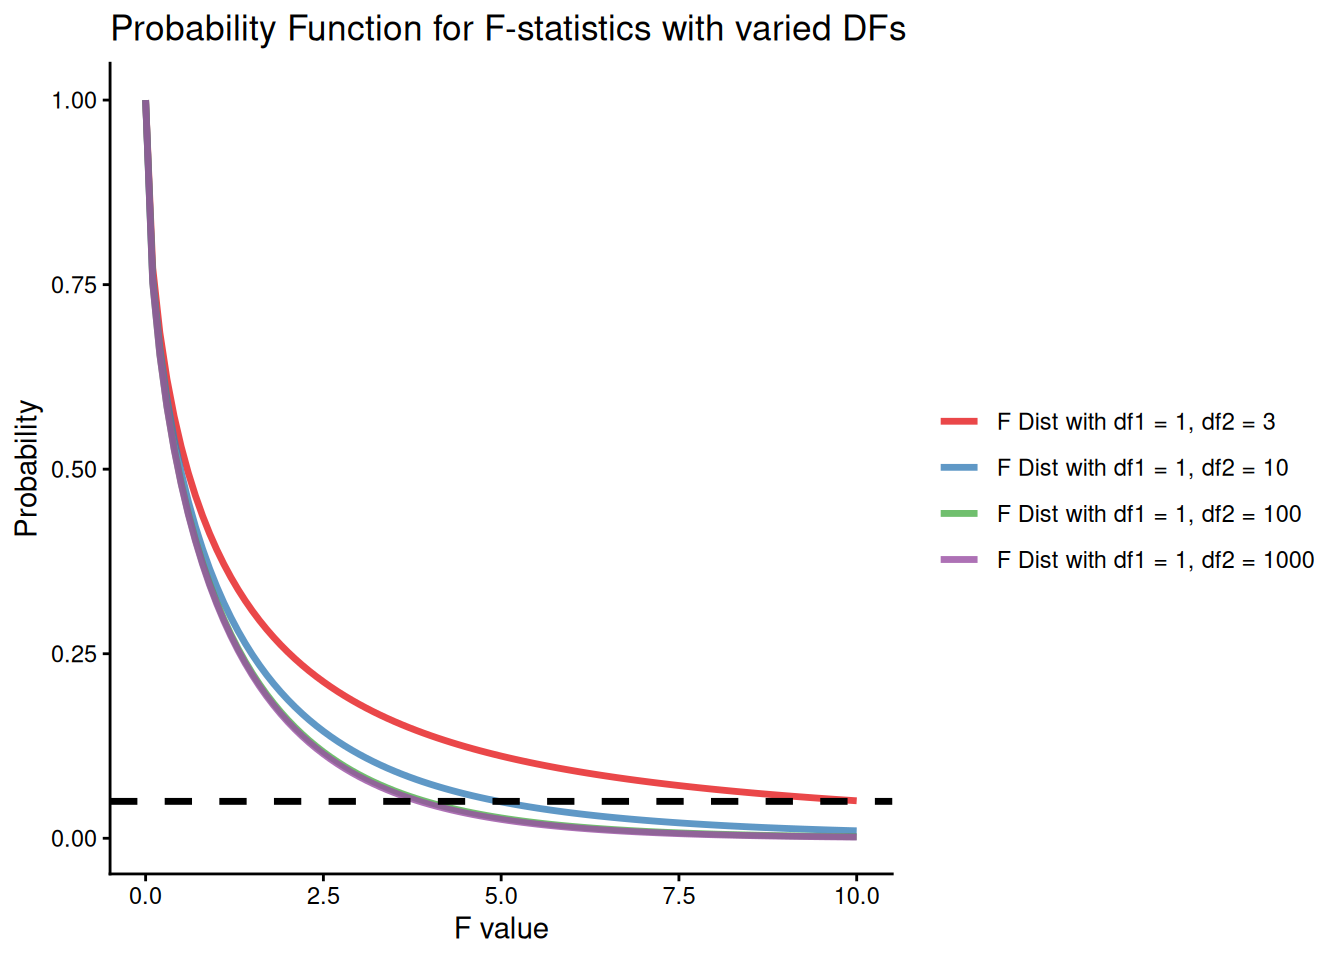 Probability Function for F-statistics with varied DFs
Probability
1.00
0.75
0.50
0.25
0.00
0.0 2.5 5.0 7.5 10.0
F value
F Dist with df1 = 1, df2 = 3
F Dist with df1 = 1, df2 = 10
F Dist with df1 = 1, df2 = 100
F Dist with df1 = 1, df2 = 1000